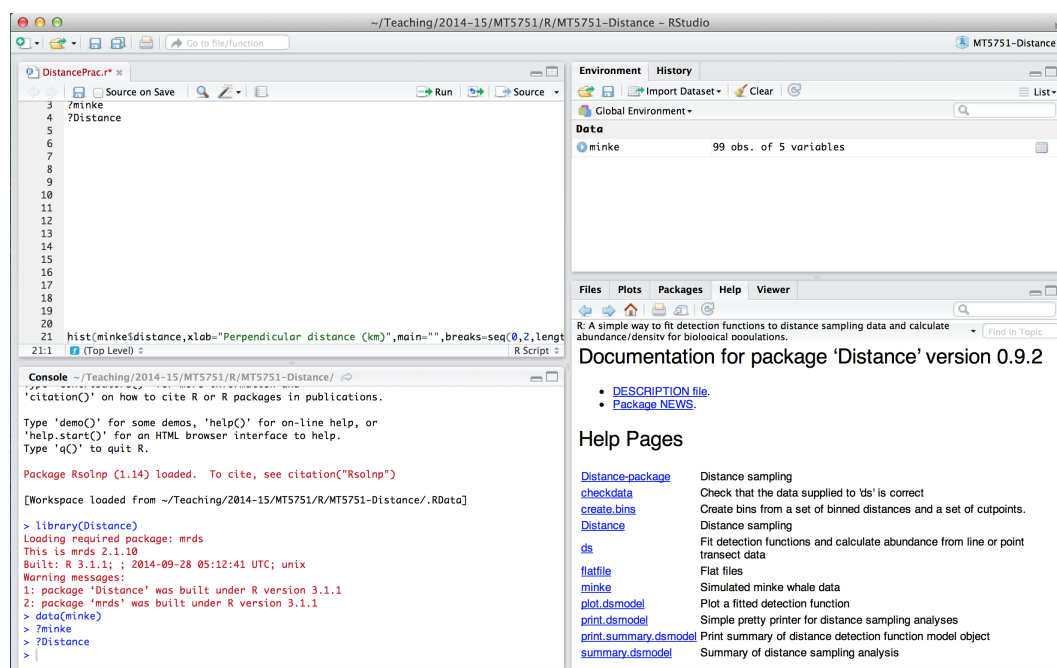 ~/Teaching/2014-15/MT5751/R/MT5751-Distance – RStudio
Go to file/function
MT5751-Distance
DistancePrac.r*
Source on Save
Run
Source
3 ?minke
4 ?Distance
5
6
7
8
9
10
11
12
13
14
15
16
17
18
19
20
21 hist(minke$distance,xlab="Perpendicular distance (km)",main="",breaks=seq(0,2,lengt
21:1 (Top Level) R Script
Console ~/Teaching/2014-15/MT5751/R/MT5751-Distance/
'citation()' on how to cite R or R packages in publications.
Type 'demo()' for some demos, 'help()' for on-line help, or
'help.start()' for an HTML browser interface to help.
Type 'q()' to quit R.
Package Rsolnp (1.14) loaded.  To cite, see citation("Rsolnp")
[Workspace loaded from ~/Teaching/2014-15/MT5751/R/MT5751-Distance/.RData]
> library(Distance)
Loading required package: mrds
This is mrds 2.1.10
Built: R 3.1.1; ; 2014-09-28 05:12:41 UTC; unix
Warning messages:
1: package ‘Distance’ was built under R version 3.1.1
2: package ‘mrds’ was built under R version 3.1.1
> data(minke)
> ?minke
> ?Distance
>
Environment History
Import Dataset Clear List
Global Environment
Data
minke 99 obs. of 5 variables
Files Plots Packages Help Viewer
R: A simple way to fit detection functions to distance sampling data and calculate
abundance/density for biological populations.
Find in Topic
Documentation for package ‘Distance’ version 0.9.2
DESCRIPTION file.
Package NEWS.
Help Pages
Distance-package Distance sampling
checkdata Check that the data supplied to 'ds' is correct
create.bins Create bins from a set of binned distances and a set of cutpoints.
Distance Distance sampling
ds Fit detection functions and calculate abundance from line or point
transect data
flatfile Flat files
minke Simulated minke whale data
plot.dsmodel Plot a fitted detection function
print.dsmodel Simple pretty printer for distance sampling analyses
print.summary.dsmodel Print summary of distance detection function model object
summary.dsmodel Summary of distance sampling analysis